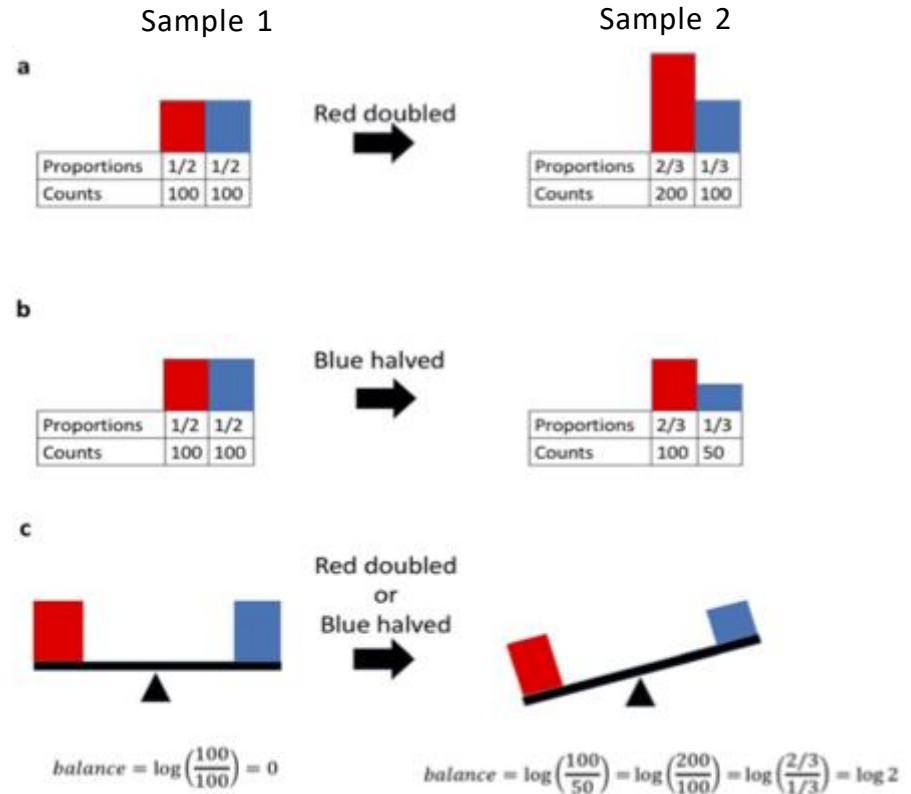 Sample 1 Sample 2
a
Red doubled
Proportions 1/2 1/2
Counts 100 100
Proportions 2/3 1/3
Counts 200 100
b
Blue halved
Proportions 1/2 1/2
Counts 100 100
Proportions 2/3 1/3
Counts 100 50
c
Red doubled
or
Blue halved
balance = log(100/100) = 0
balance = log(100/50) = log(200/100) = log((2/3)/(1/3)) = log 2